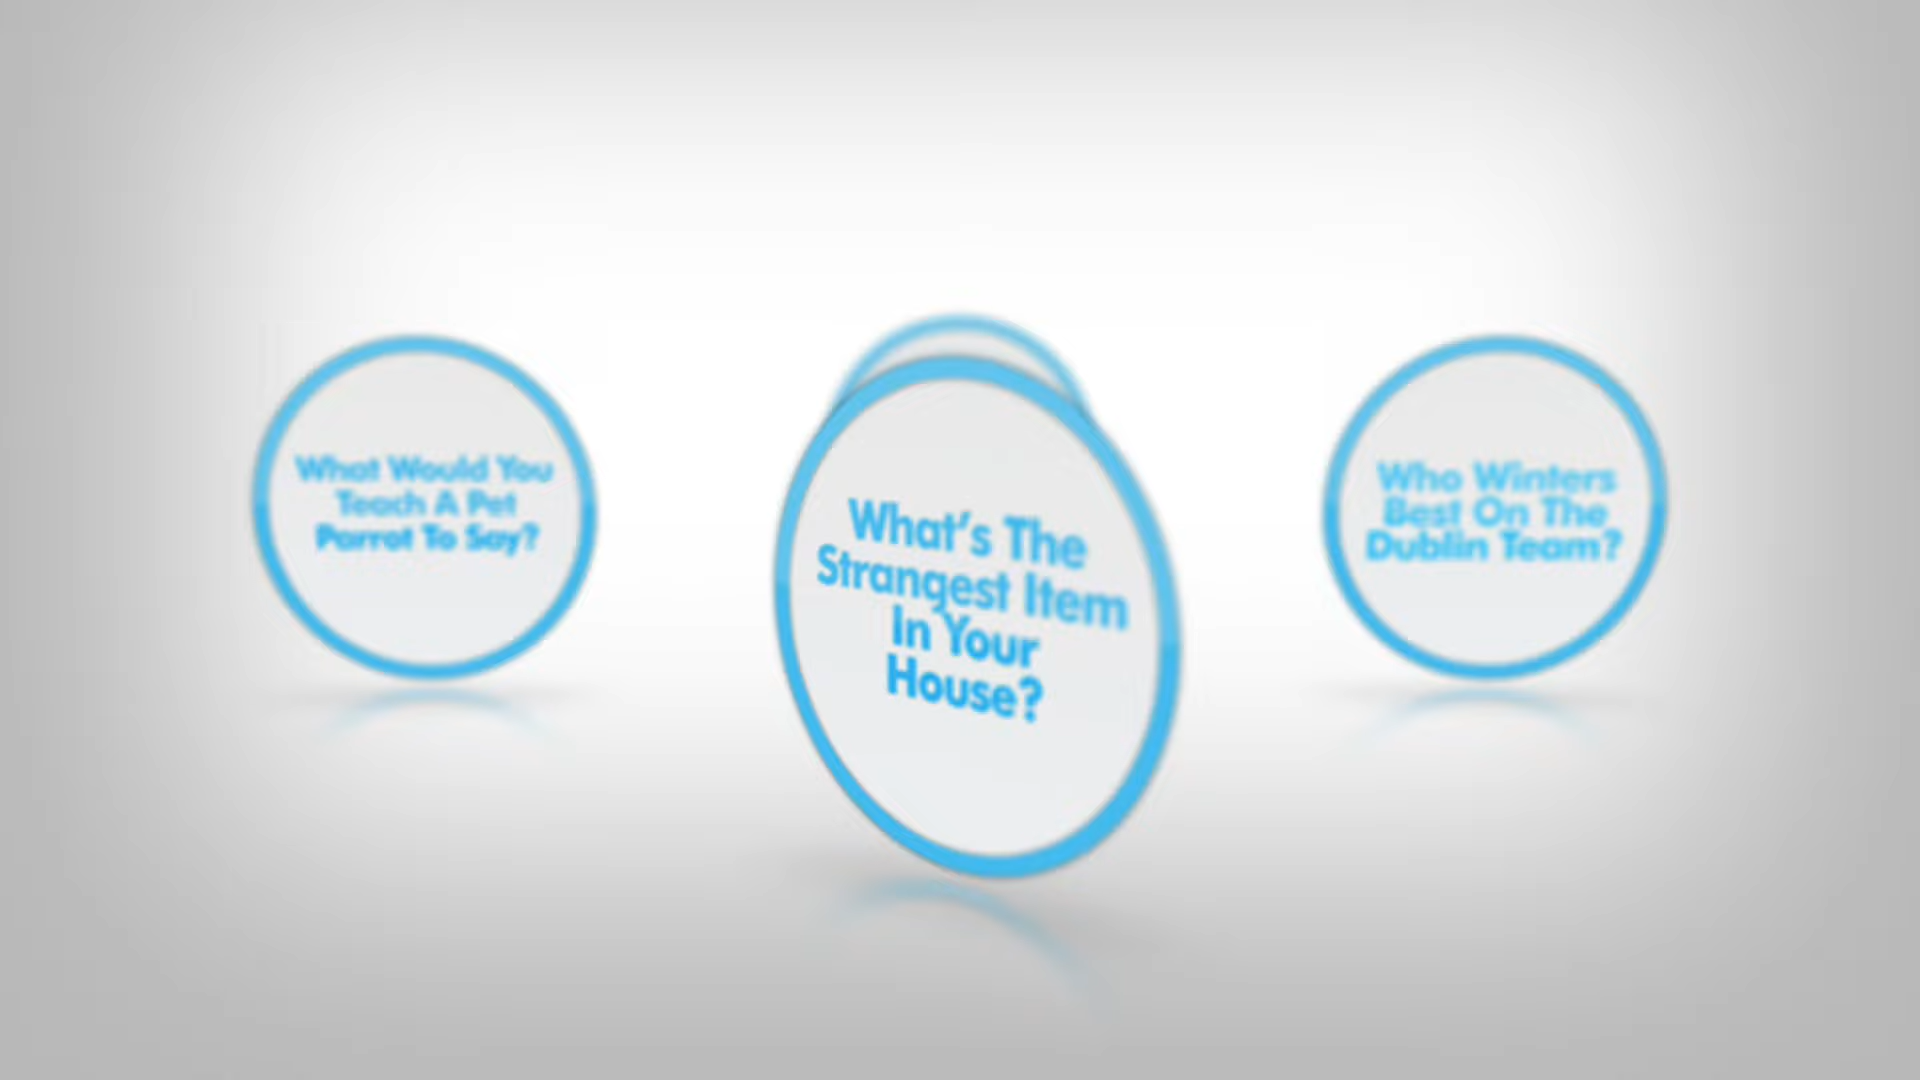 What Would You
Teach A Pet
Parrot To Say?
What's The
Strangest Item
In Your
House?
Who Winters
Best On The
Dublin Team?